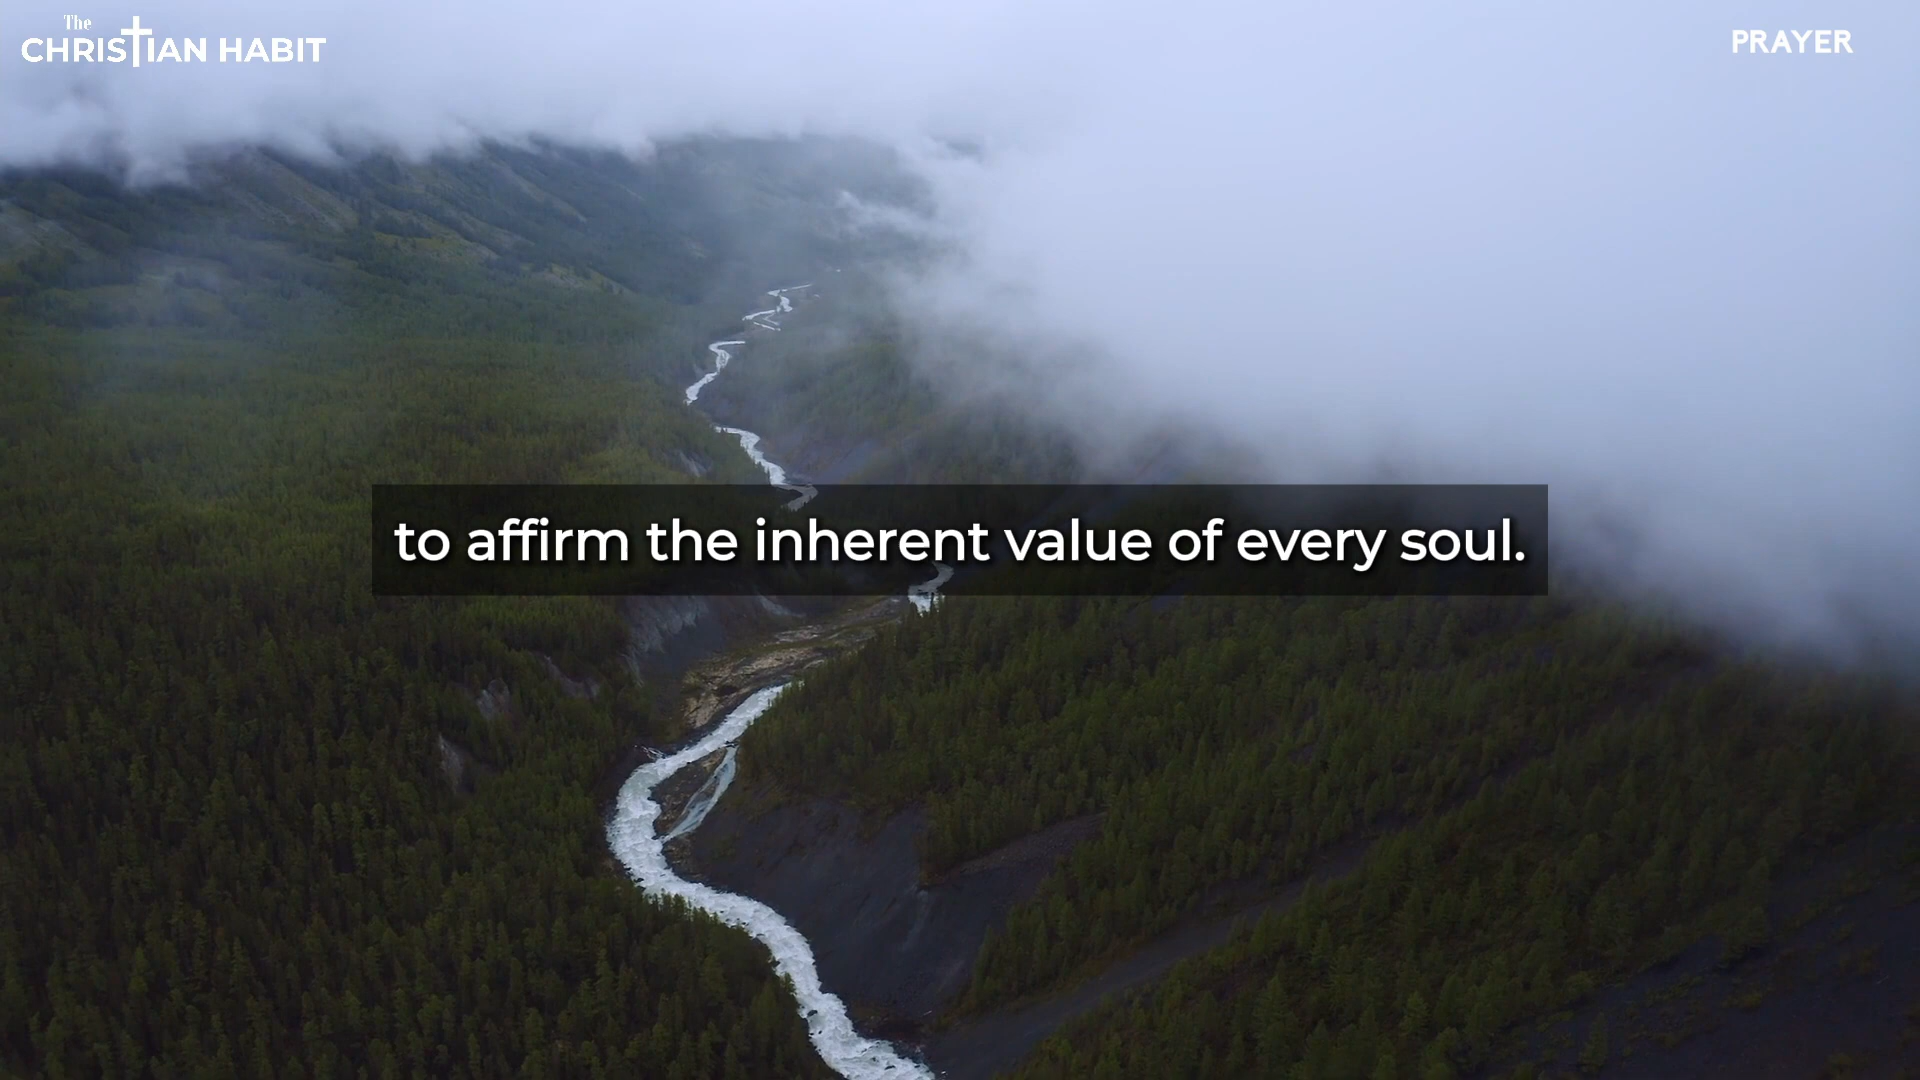 The
CHRISTIAN HABIT
PRAYER
to affirm the inherent value of every soul.